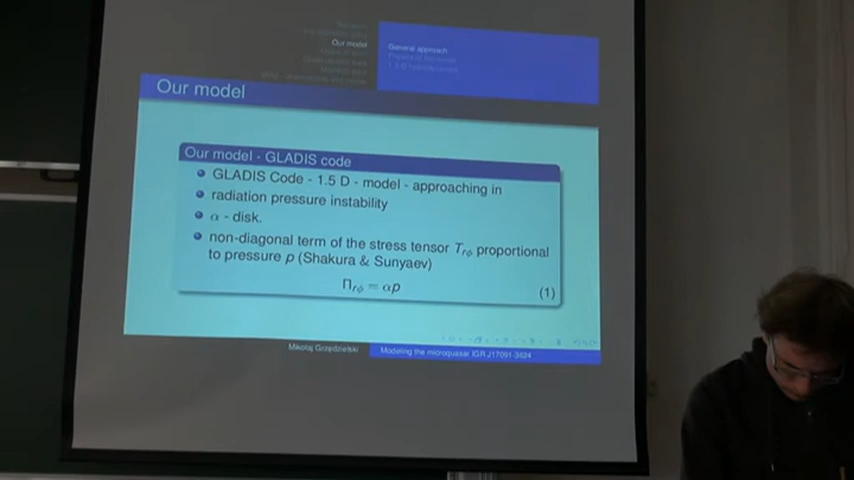 Our model
General approach
Our model
Our model - GLADIS code
GLADIS Code - 1.5 D - model - approaching in
radiation pressure instability
α - disk.
non-diagonal term of the stress tensor Trφ proportional
to pressure p (Shakura & Sunyaev)
Πrφ = αp (1)
Mikołaj Grzędzielski
Modeling the microquasar IGR J17091-3624